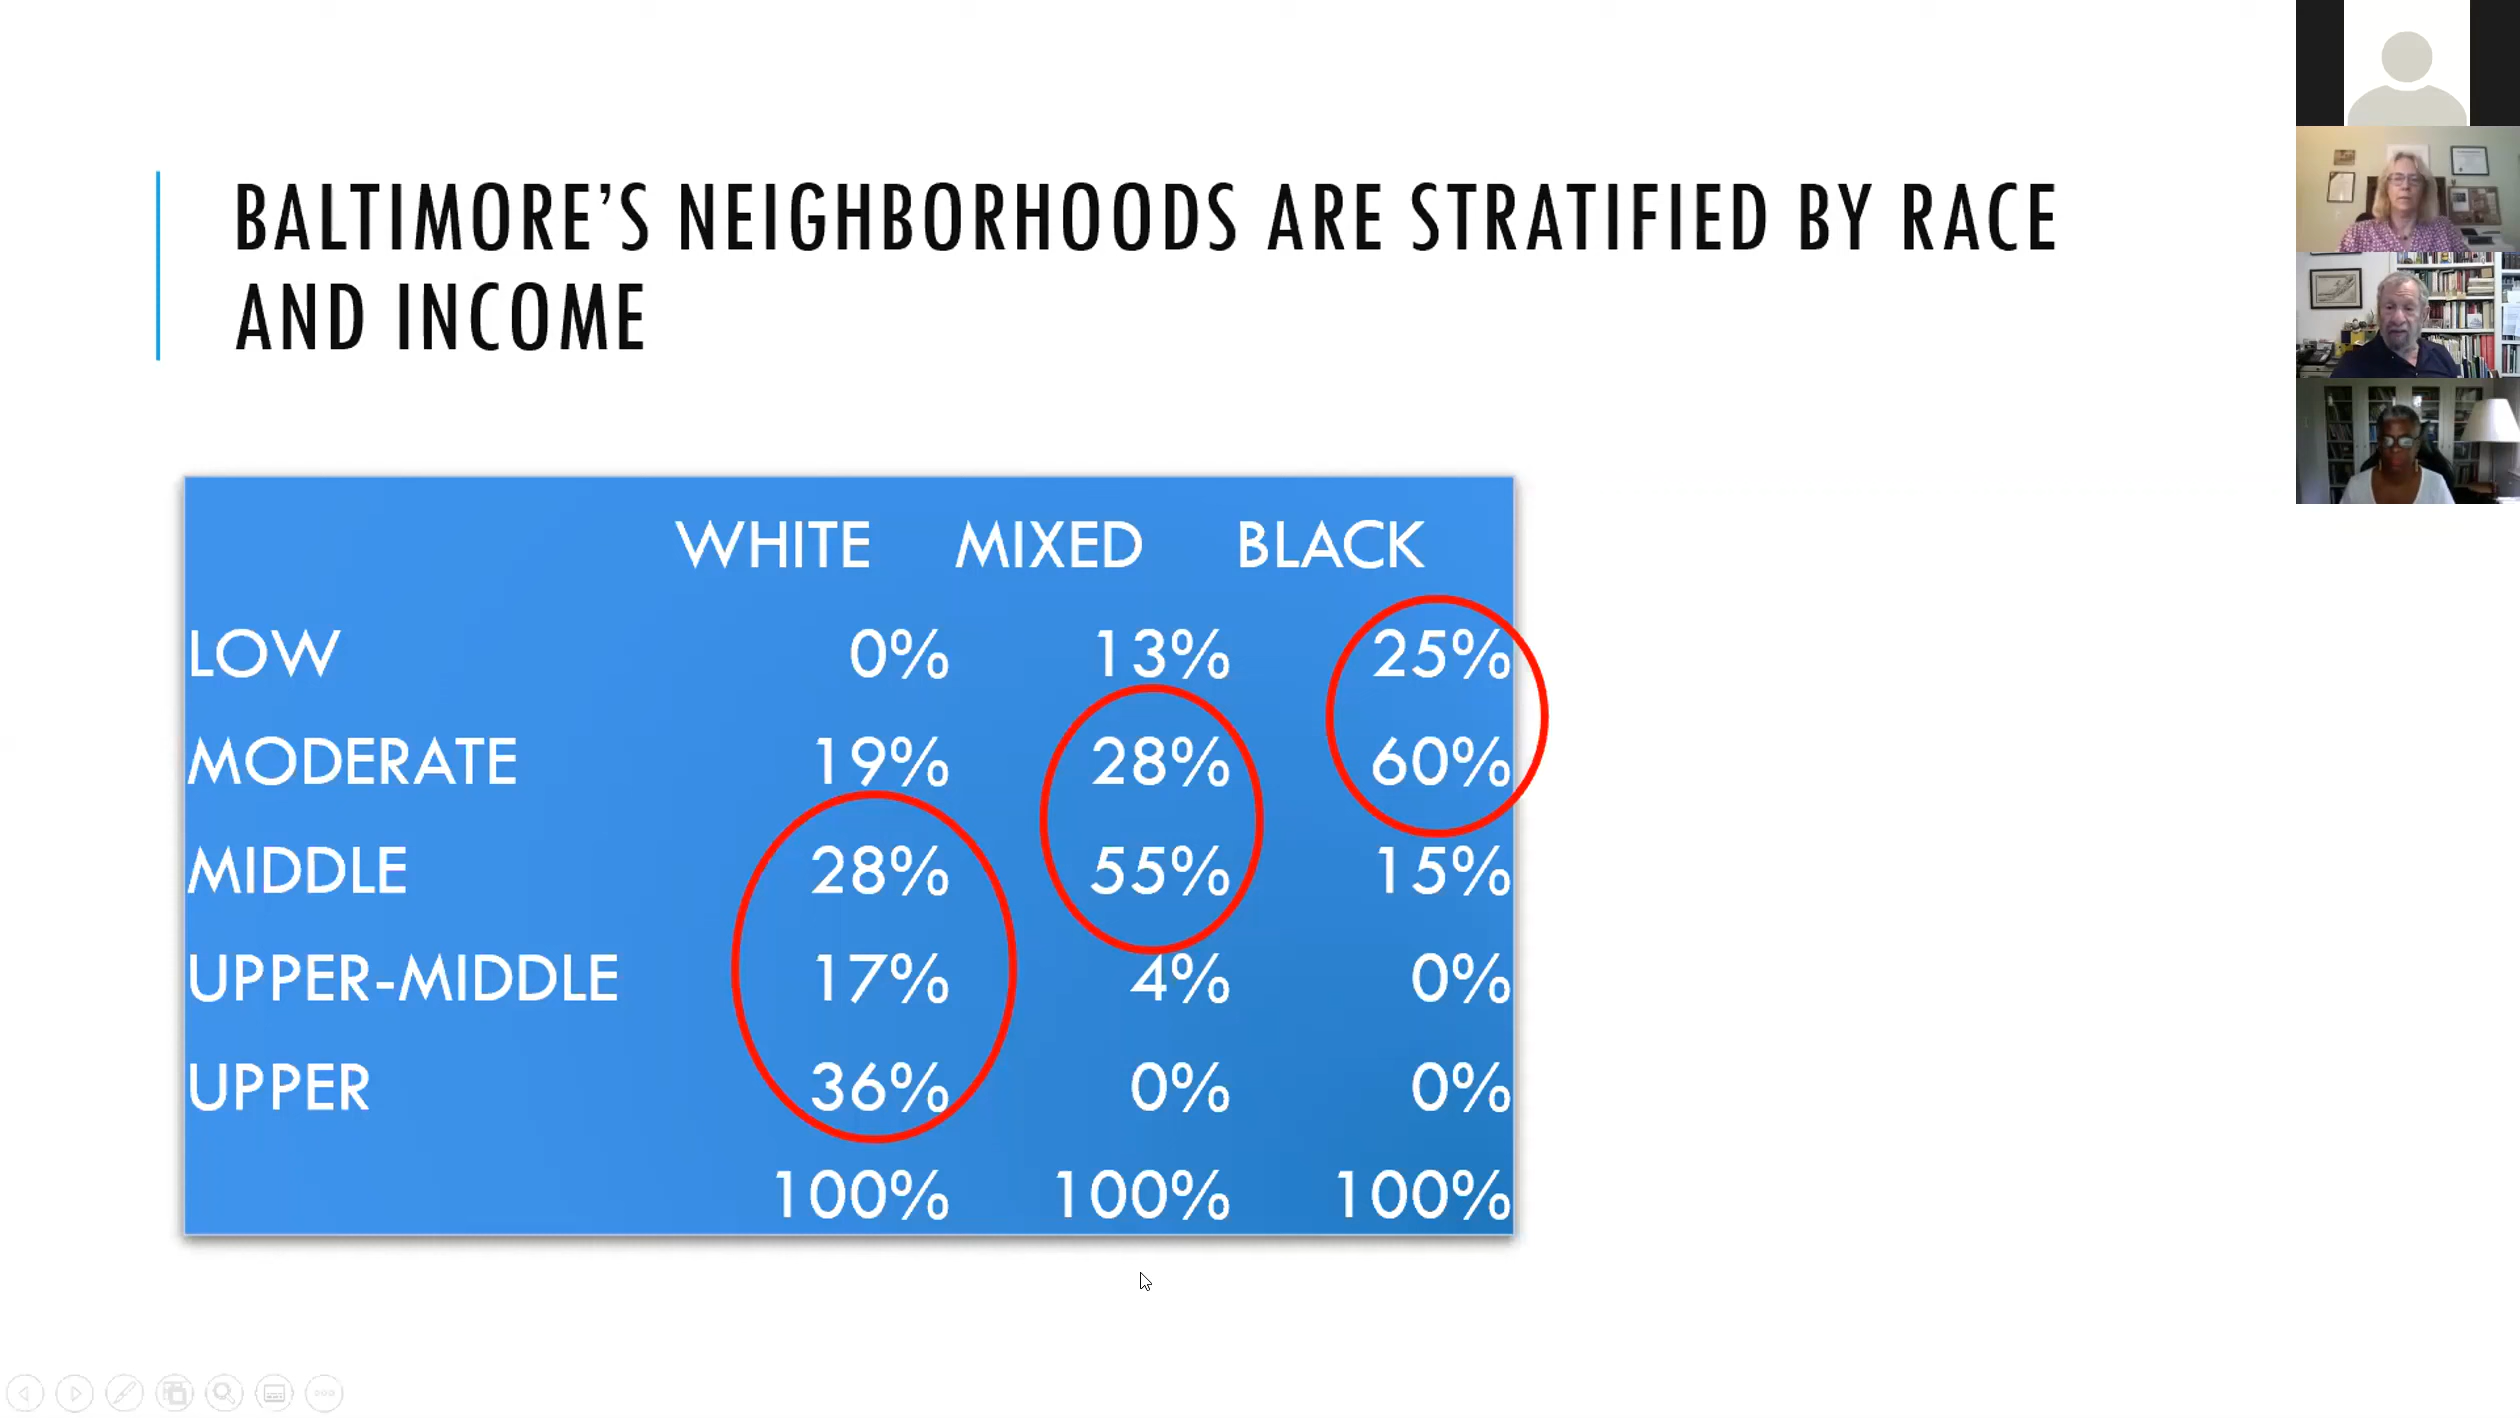 BALTIMORE’S NEIGHBORHOODS ARE STRATIFIED BY RACE
AND INCOME
WHITE MIXED BLACK
LOW 0% 13% 25%
MODERATE 19% 28% 60%
MIDDLE 28% 55% 15%
UPPER-MIDDLE 17% 4% 0%
UPPER 36% 0% 0%
100% 100% 100%